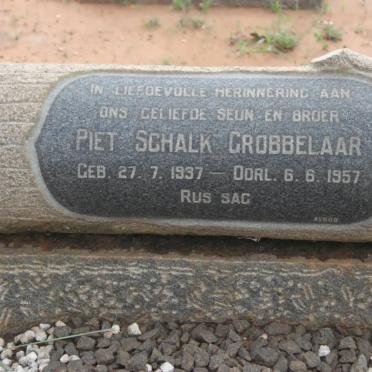 IN LIEFDEVOLLE HERINNERING AAN
ONS GELIEFDE SEUN EN BROER
PIET SCHALK GROBBELAAR
GEB. 27. 7. 1937 — OORL. 6. 6. 1957
RUS SAG